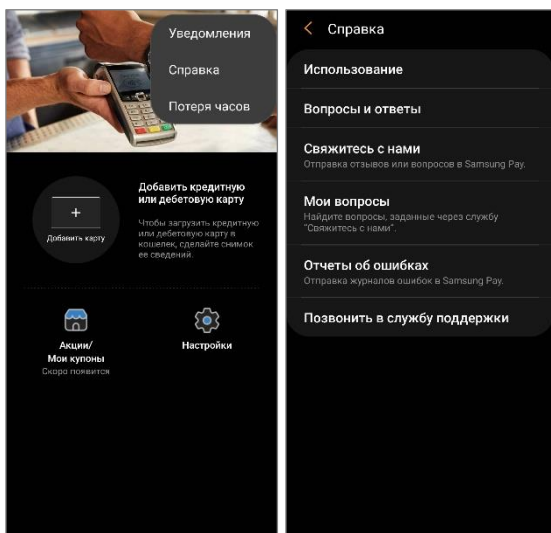 Уведомления
Справка
Потеря часов
Добавить кредитную
или дебетовую карту
Чтобы загрузить кредитную
или дебетовую карту в
кошелек, сделайте снимок
ее сведений.
Добавить карту
Акции/
Мои купоны
Скоро появится
Настройки
Справка
Использование
Вопросы и ответы
Свяжитесь с нами
Отправка отзывов или вопросов в Samsung Pay.
Мои вопросы
Найдите вопросы, заданные через службу
"Свяжитесь с нами".
Отчеты об ошибках
Отправка журналов ошибок в Samsung Pay.
Позвонить в службу поддержки